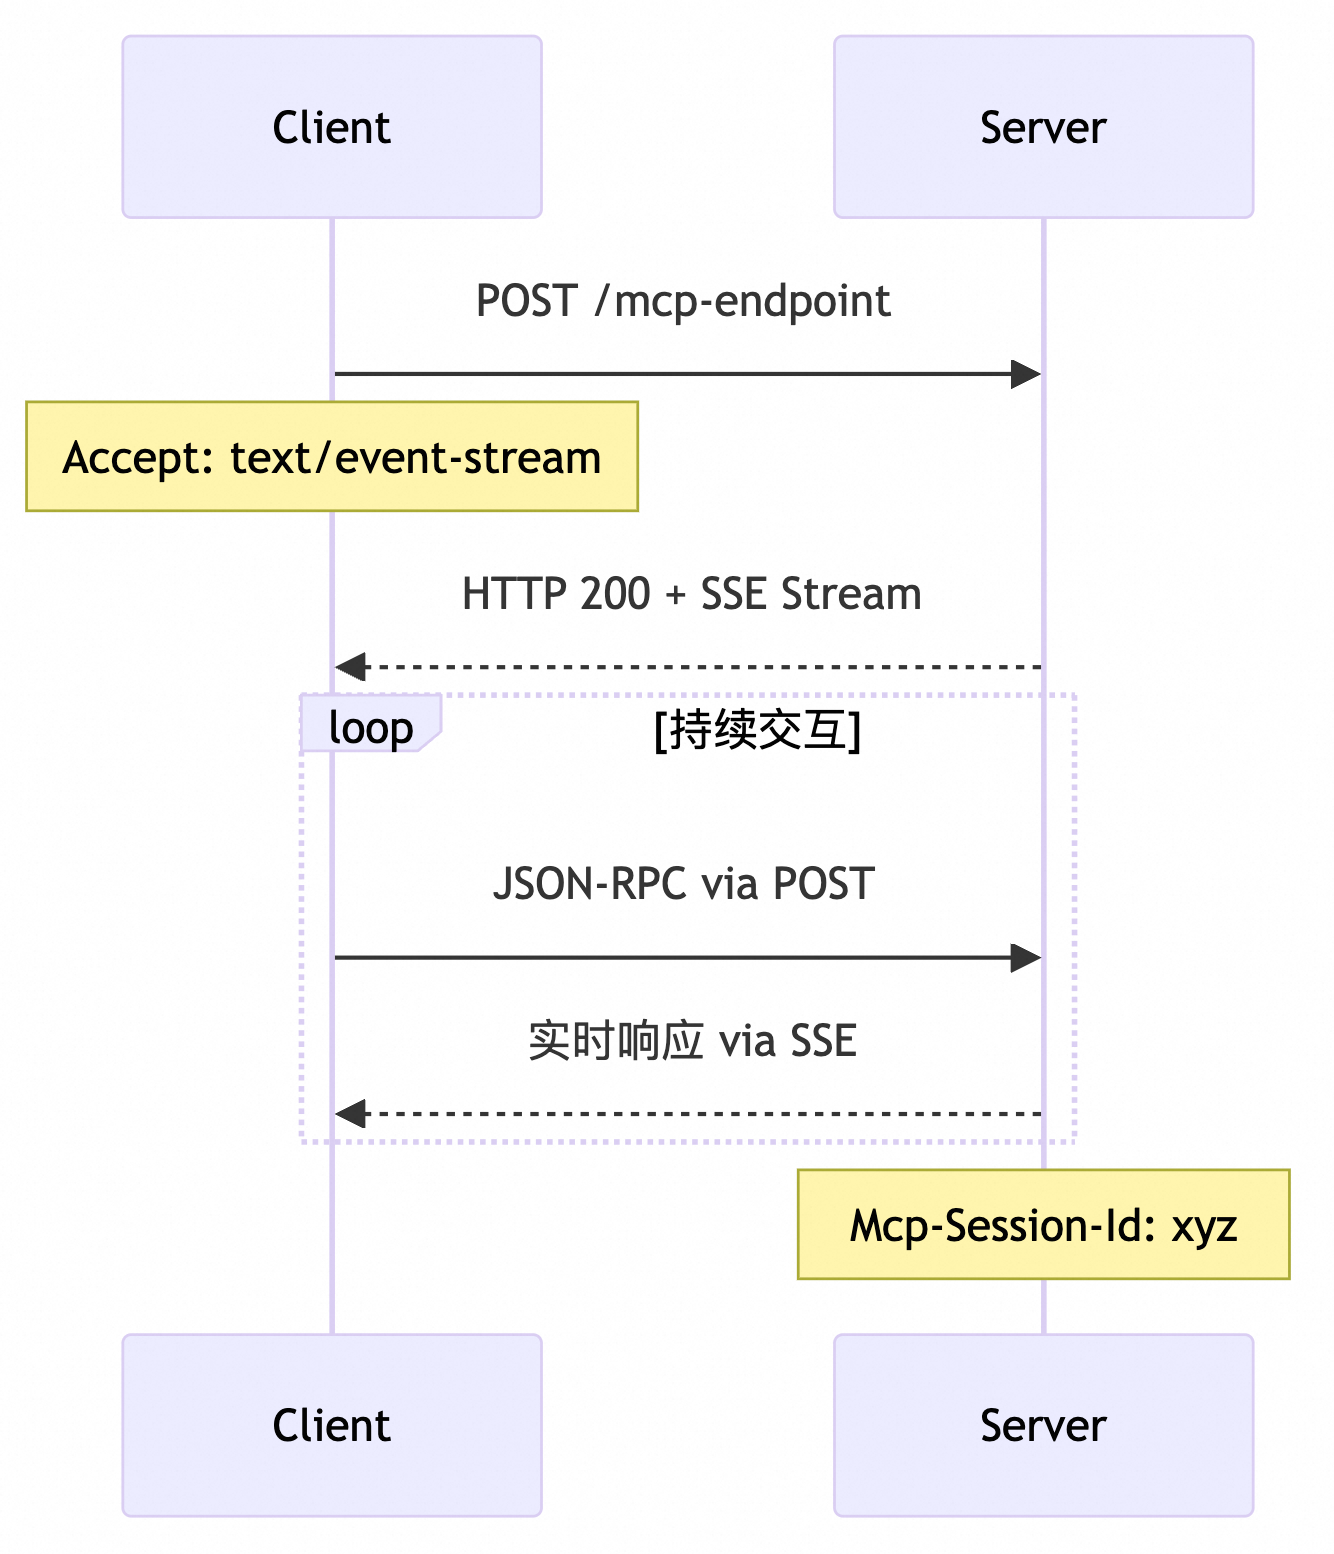 Client
Server
POST /mcp-endpoint
Accept: text/event-stream
HTTP 200 + SSE Stream
loop
[持续交互]
JSON-RPC via POST
实时响应 via SSE
Mcp-Session-Id: xyz
Client
Server